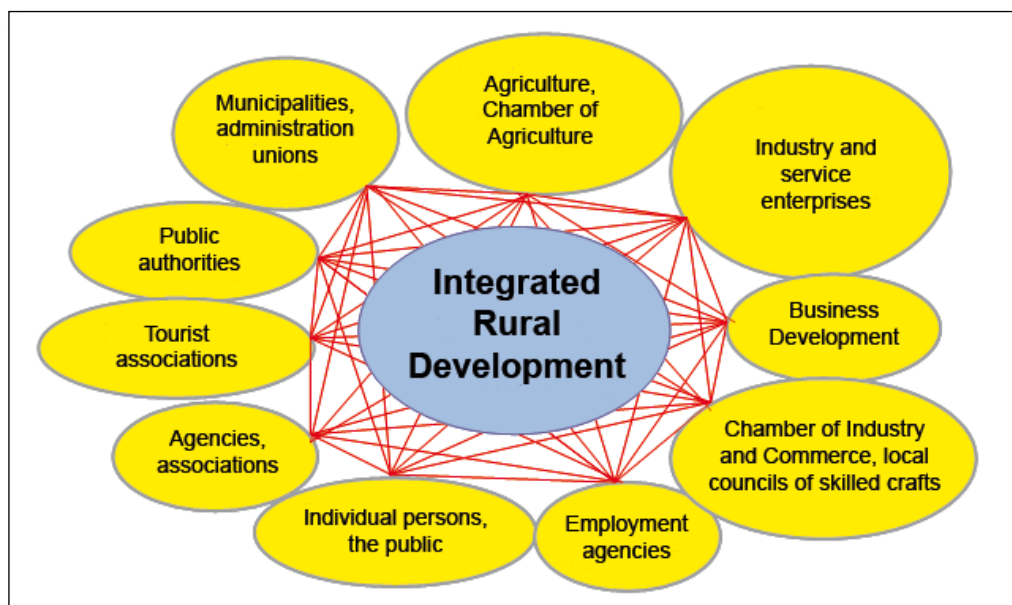 Municipalities,
administration
unions
Agriculture,
Chamber of
Agriculture
Industry and
service
enterprises
Public
authorities
Integrated
Rural
Development
Business
Development
Tourist
associations
Agencies,
associations
Chamber of Industry
and Commerce, local
councils of skilled crafts
Individual persons,
the public
Employment
agencies